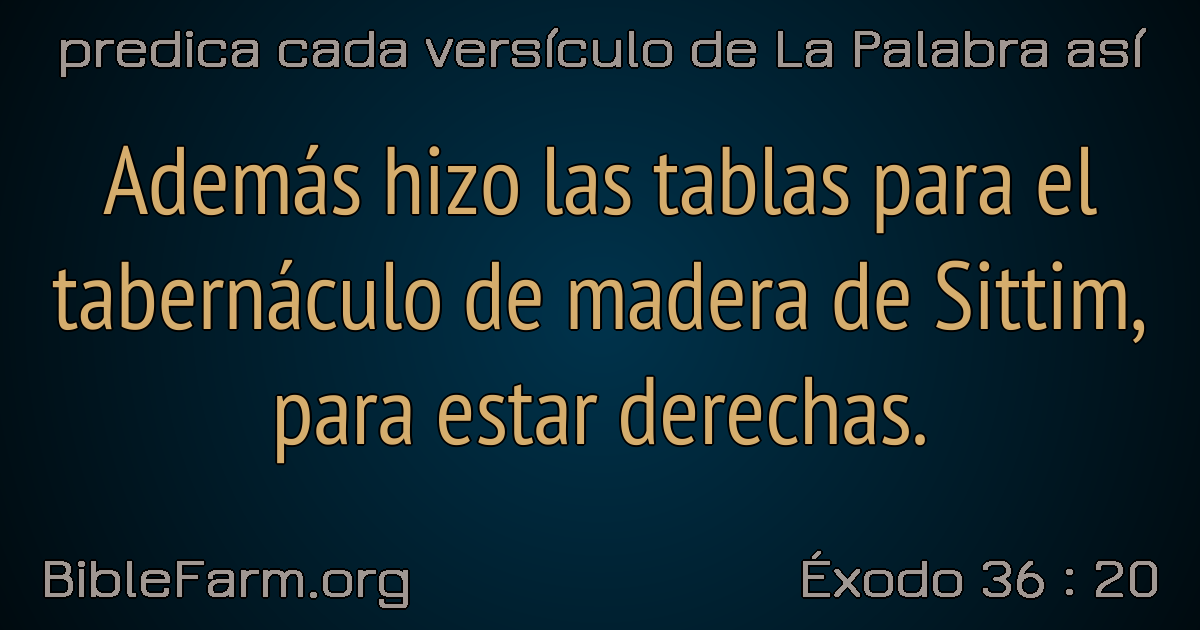 predica cada versículo de La Palabra así
Además hizo las tablas para el
tabernáculo de madera de Sittim,
para estar derechas.
BibleFarm.org
Éxodo 36 : 20